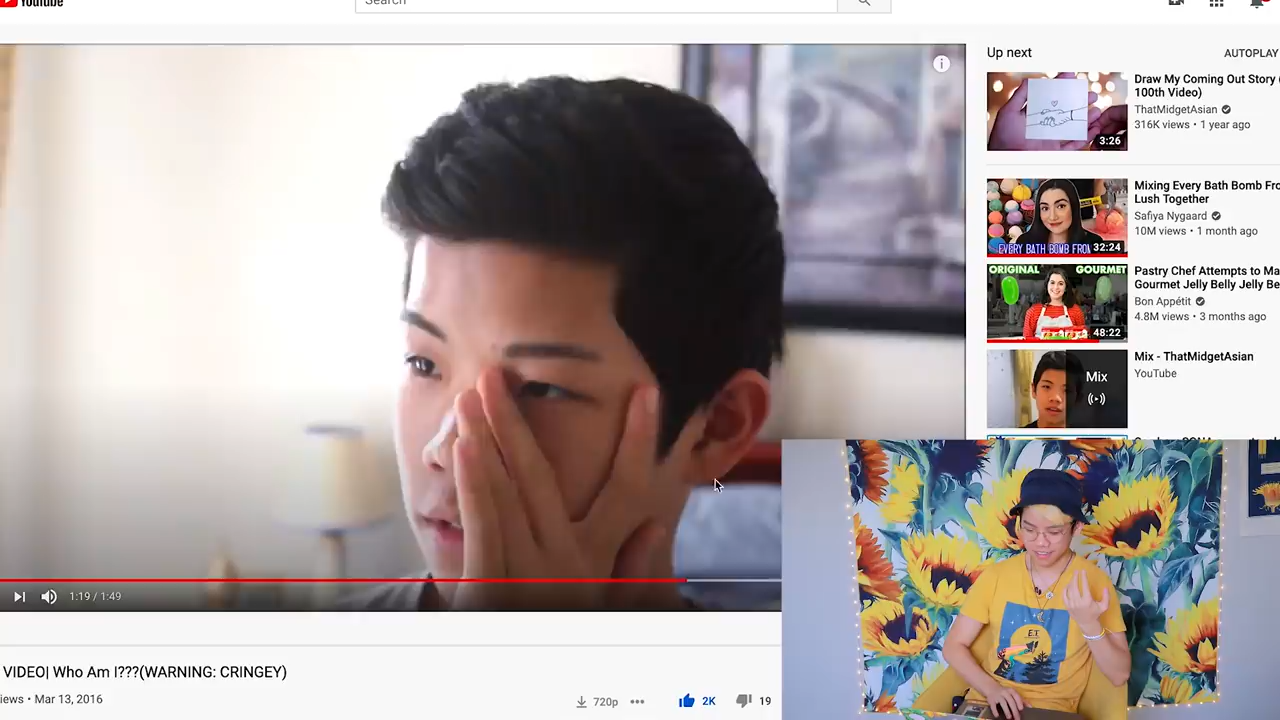 YouTube
Search
Up next
AUTOPLAY
Draw My Coming Out Story (
100th Video)
ThatMidgetAsian
316K views • 1 year ago
3:26
Mixing Every Bath Bomb Fro
Lush Together
Safiya Nygaard
10M views • 1 month ago
EVERY BATH BOMB FROM
32:24
Pastry Chef Attempts to Ma
Gourmet Jelly Belly Jelly Be
Bon Appétit
4.8M views • 3 months ago
ORIGINAL GOURMET
48:22
Mix - ThatMidgetAsian
YouTube
Mix
1:19 / 1:49
VIDEO| Who Am I???(WARNING: CRINGEY)
iews • Mar 13, 2016
720p
2K
19
E.T